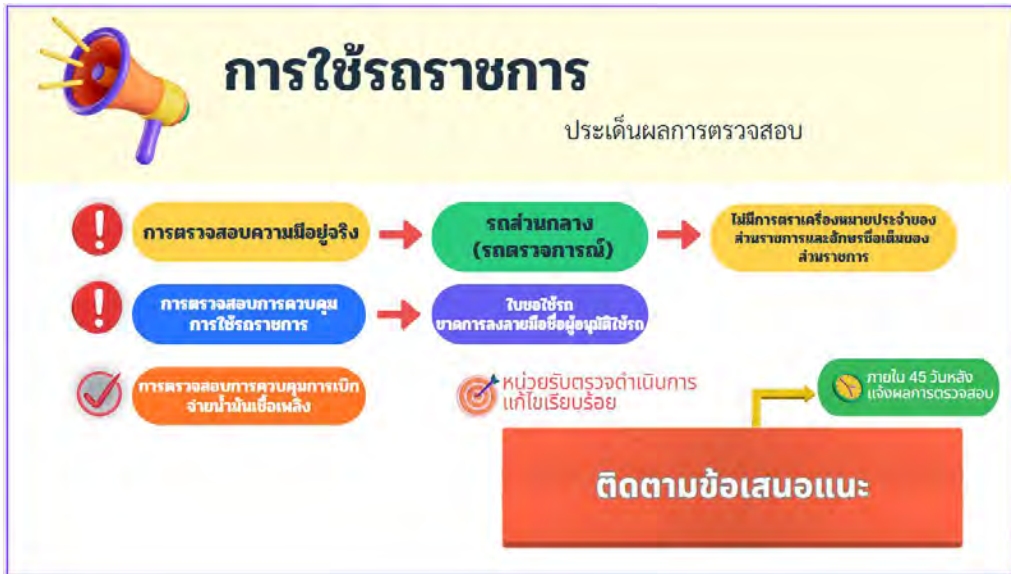 การใช้รถราชการ
ประเด็นผลการตรวจสอบ
การตรวจสอบความมีอยู่จริง
รถส่วนกลาง
(รถตรวจการณ์)
ไม่มีการตราเครื่องหมายประจำของ
ส่วนราชการและอักษรชื่อเต็มของ
ส่วนราชการ
การตรวจสอบการควบคุม
การใช้รถราชการ
ใบขอใช้รถ
ขาดการลงลายมือชื่อผู้อนุมัติใช้รถ
การตรวจสอบการควบคุมการเบิก
จ่ายน้ำมันเชื้อเพลิง
หน่วยรับตรวจดำเนินการ
แก้ไขเรียบร้อย
ภายใน 45 วันหลัง
แจ้งผลการตรวจสอบ
ติดตามข้อเสนอแนะ